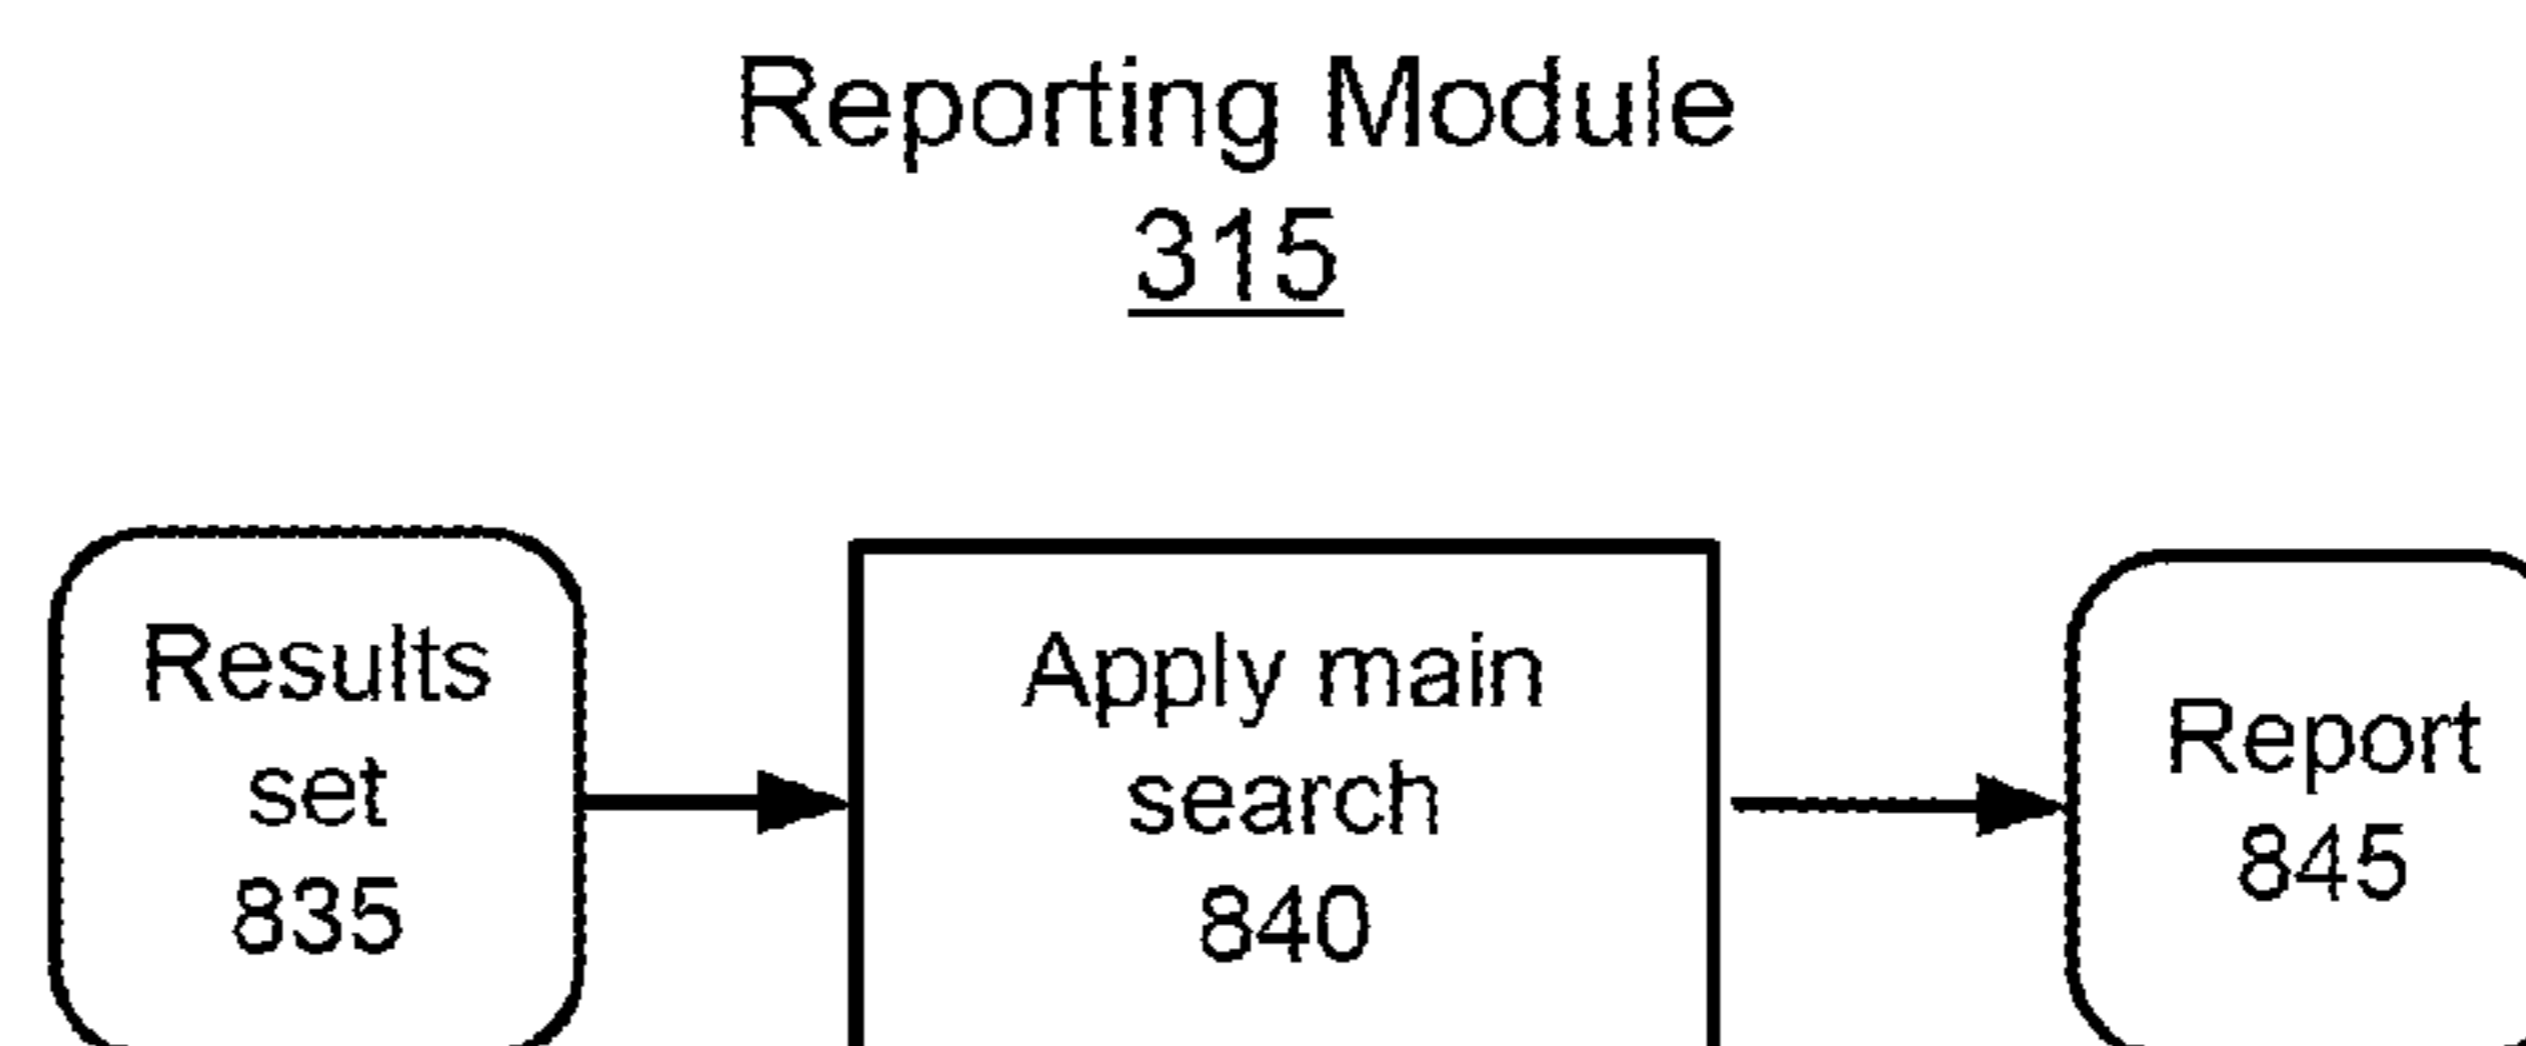 Reporting Module
315
Results
set
835
Apply main
search
840
Report
845